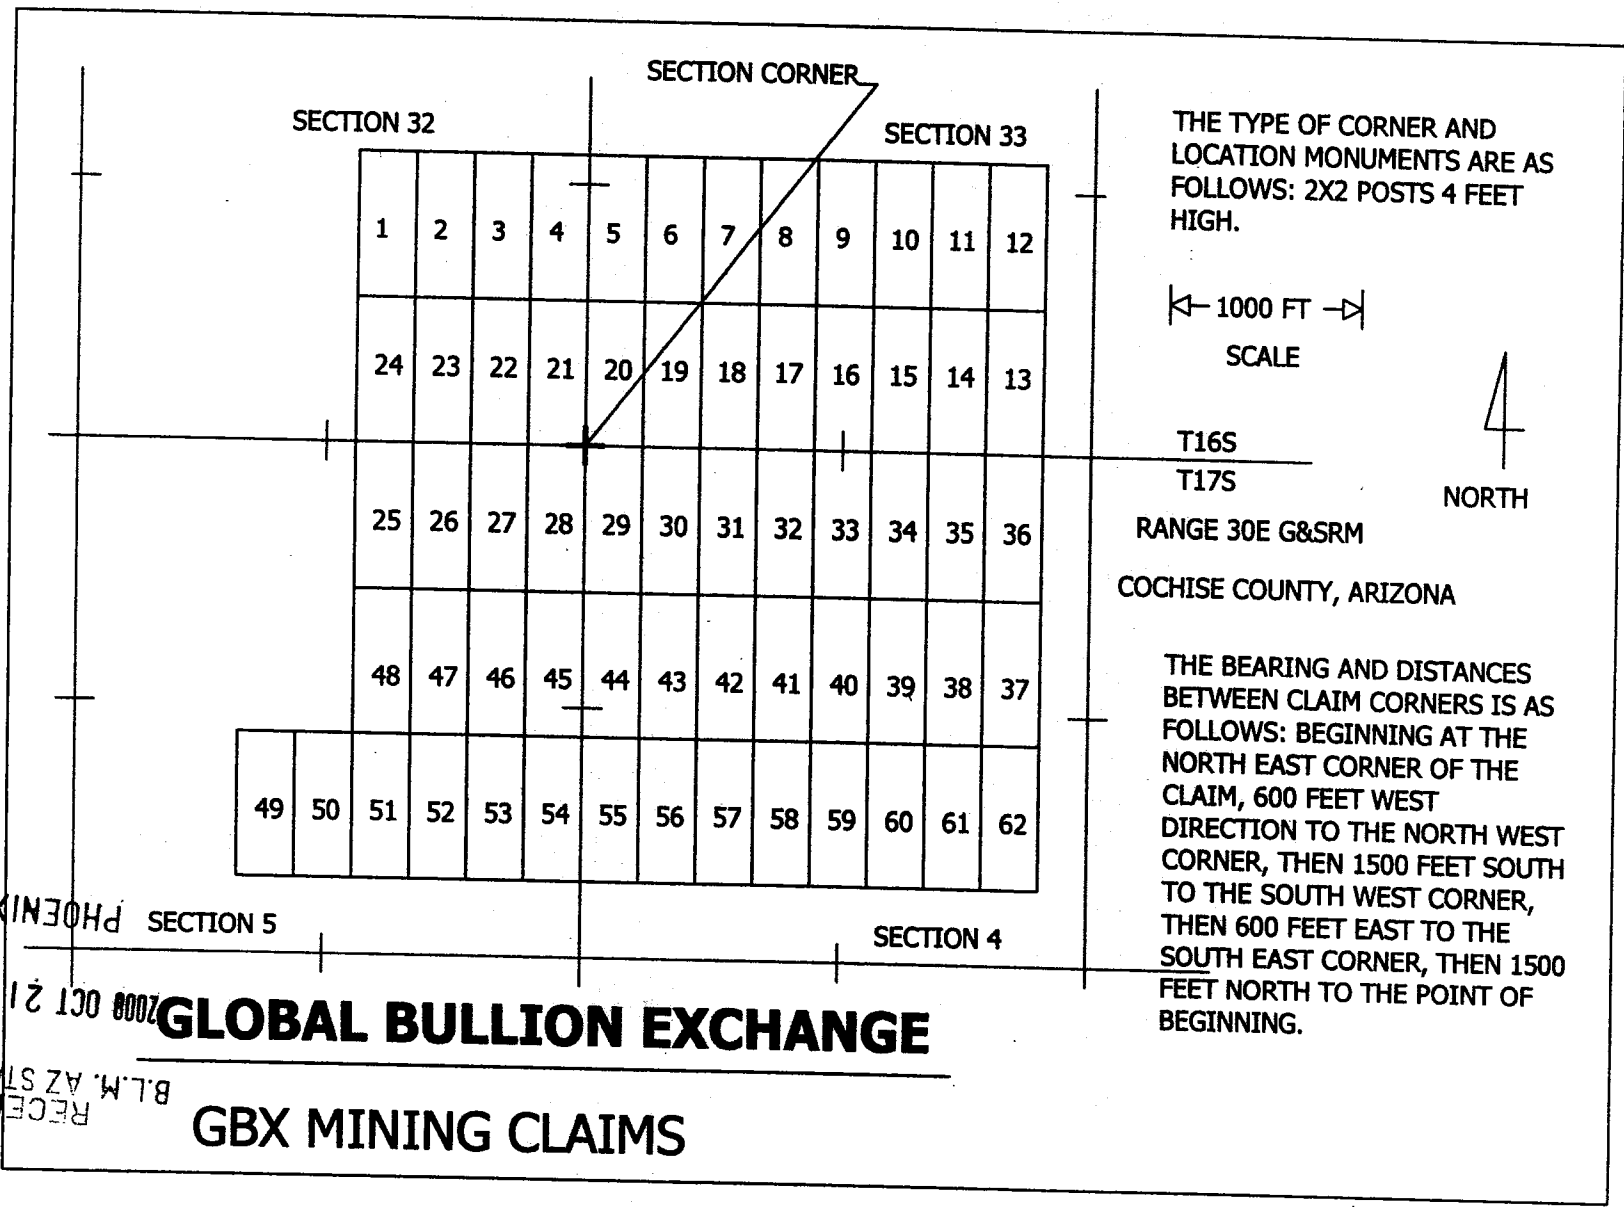 SECTION CORNER
SECTION 32
SECTION 33
THE TYPE OF CORNER AND
LOCATION MONUMENTS ARE AS
FOLLOWS: 2X2 POSTS 4 FEET
HIGH.
1 2 3 4 5 6 7 8 9 10 11 12
1000 FT
SCALE
24 23 22 21 20 19 18 17 16 15 14 13
T16S
T17S
NORTH
25 26 27 28 29 30 31 32 33 34 35 36
RANGE 30E G&SRM
COCHISE COUNTY, ARIZONA
48 47 46 45 44 43 42 41 40 39 38 37
THE BEARING AND DISTANCES
BETWEEN CLAIM CORNERS IS AS
FOLLOWS: BEGINNING AT THE
NORTH EAST CORNER OF THE
CLAIM, 600 FEET WEST
DIRECTION TO THE NORTH WEST
CORNER, THEN 1500 FEET SOUTH
TO THE SOUTH WEST CORNER,
THEN 600 FEET EAST TO THE
SOUTH EAST CORNER, THEN 1500
FEET NORTH TO THE POINT OF
BEGINNING.
49 50 51 52 53 54 55 56 57 58 59 60 61 62
SECTION 5
SECTION 4
GLOBAL BULLION EXCHANGE
GBX MINING CLAIMS
RECE
B.L.M. AZ ST
2008 OCT 21
PHOENIX